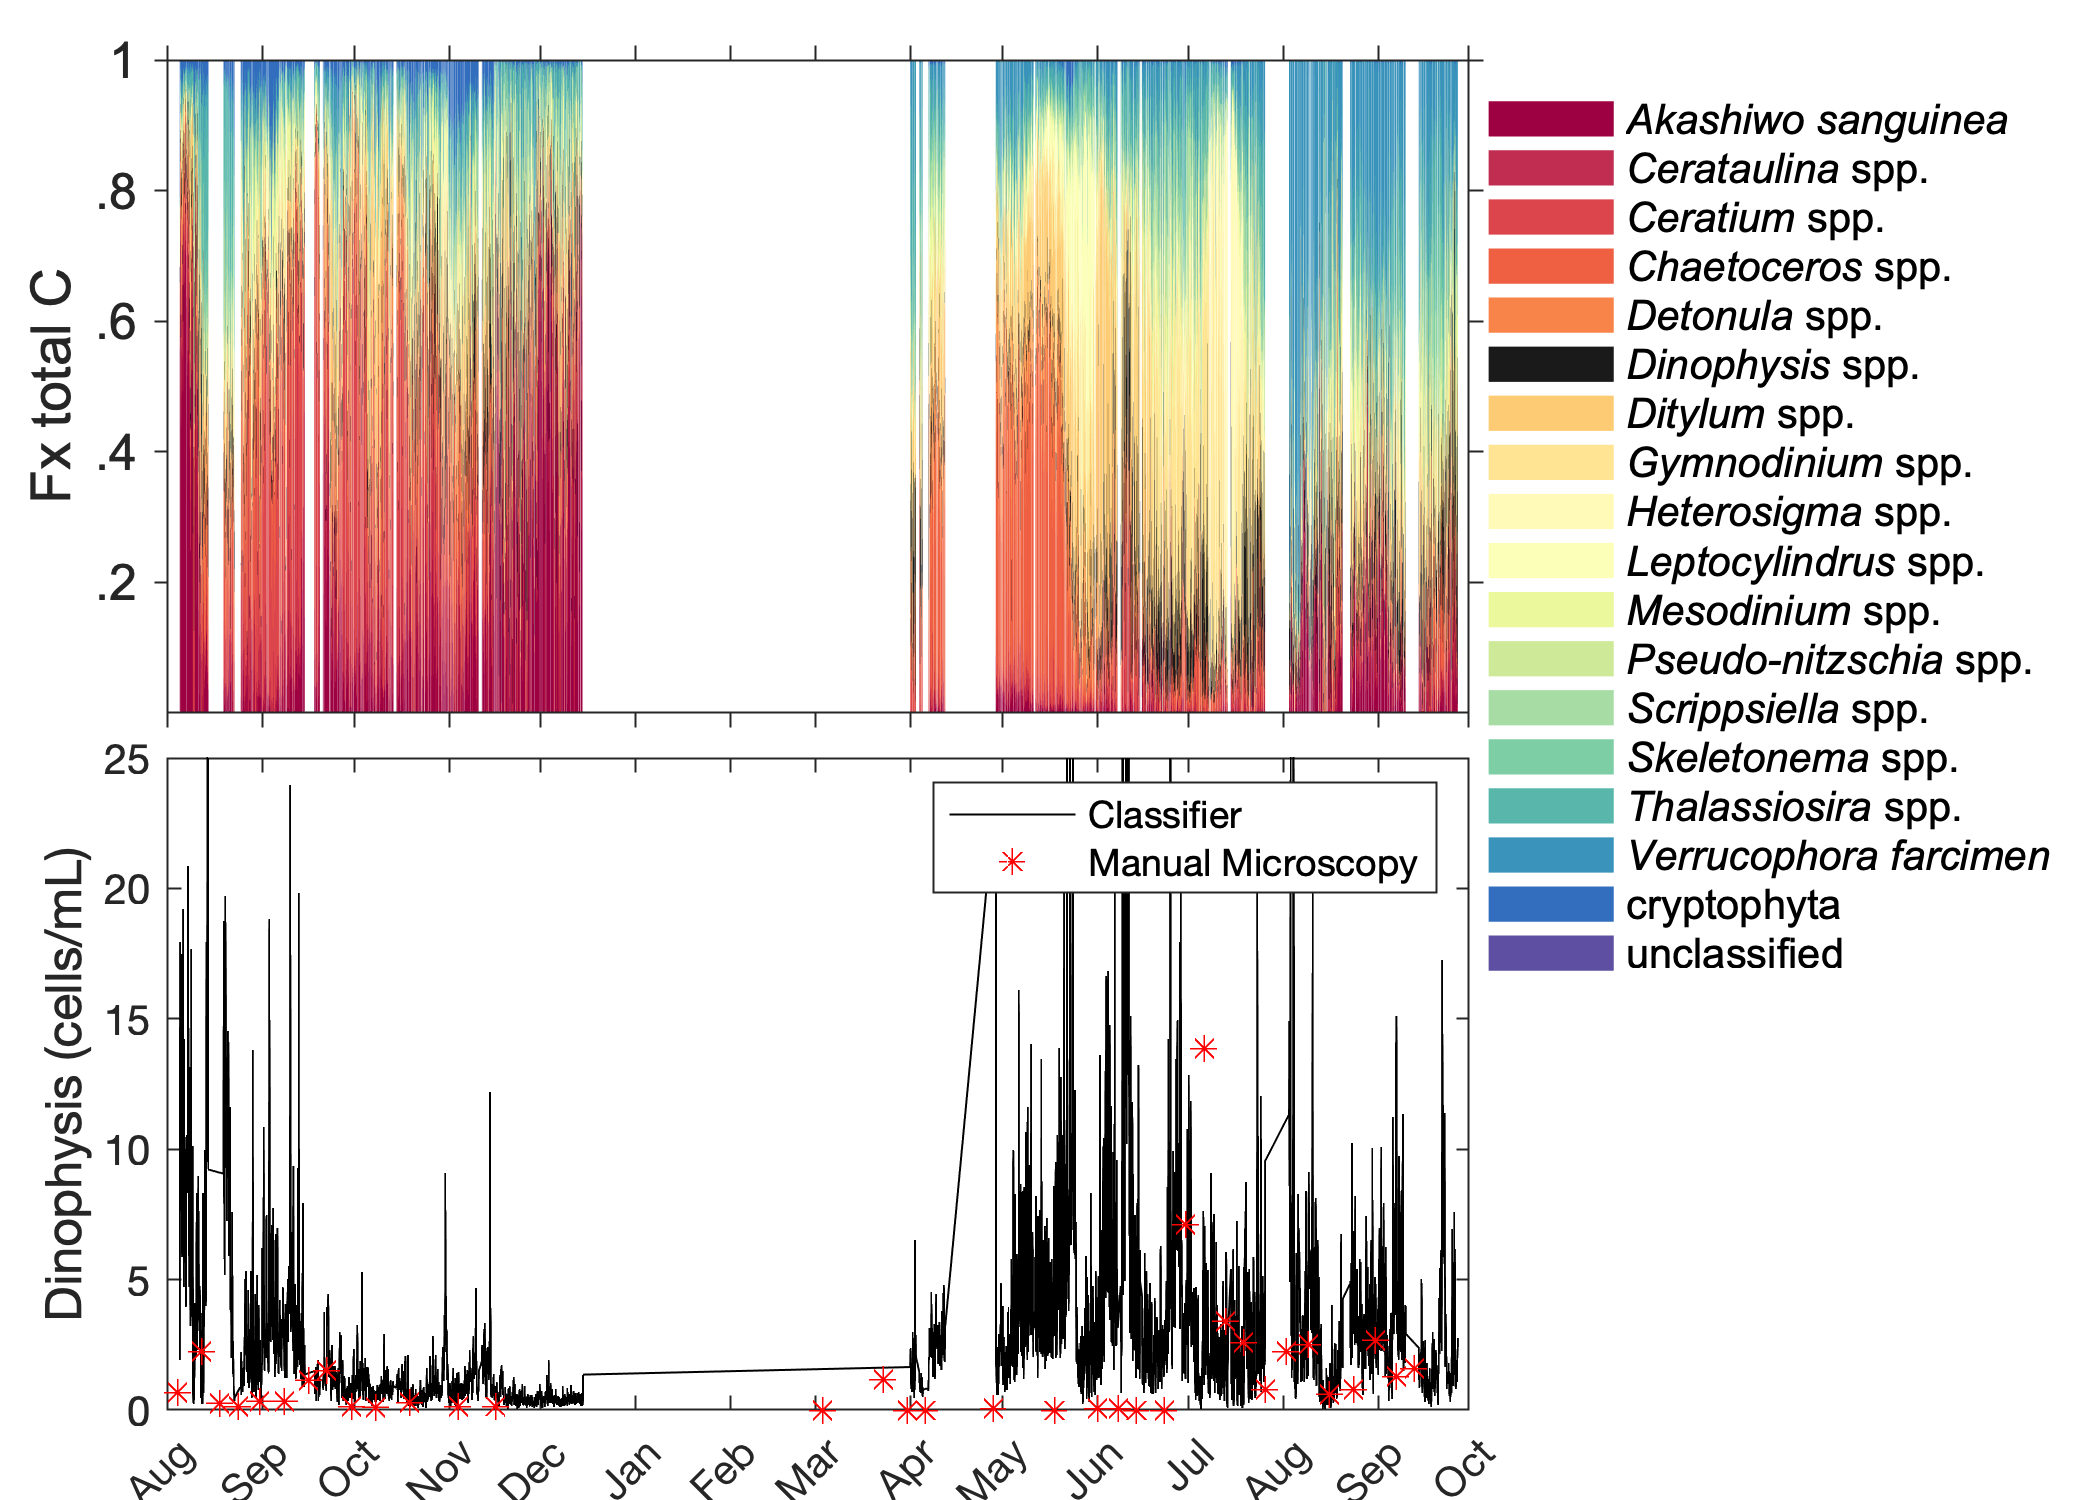 1
.8
.6
.4
.2
Fx total C
Akashiwo sanguinea
Cerataulina spp.
Ceratium spp.
Chaetoceros spp.
Detonula spp.
Dinophysis spp.
Ditylum spp.
Gymnodinium spp.
Heterosigma spp.
Leptocylindrus spp.
Mesodinium spp.
Pseudo-nitzschia spp.
Scrippsiella spp.
Skeletonema spp.
Thalassiosira spp.
Verrucophora farcimen
cryptophyta
unclassified
25
20
15
10
5
0
Dinophysis (cells/mL)
Classifier
Manual Microscopy
Aug Sep Oct Nov Dec Jan Feb Mar Apr May Jun Jul Aug Sep Oct